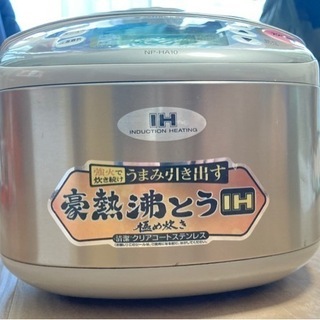 NP-HA10
IH
INDUCTION HEATING
強火で
炊き続け
うまみ引き出す
豪熱沸とうIH
極め炊き
清潔 クリアコートステンレス